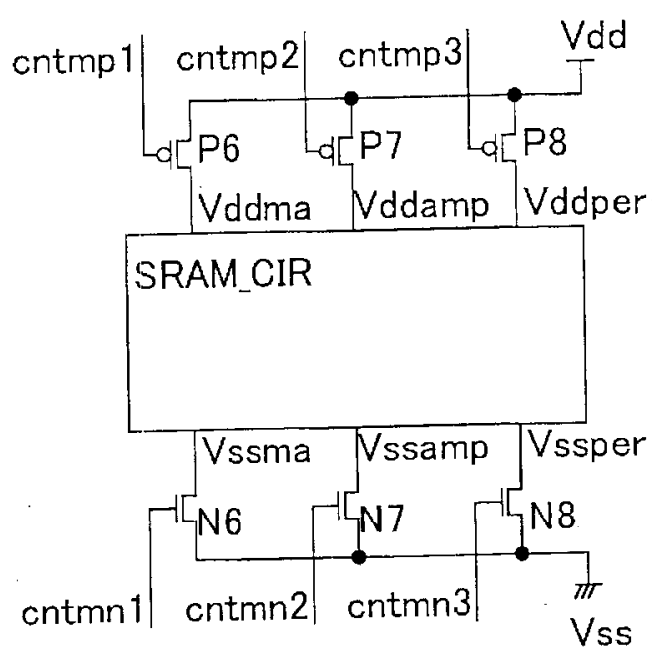 Vdd
cntmp1 cntmp2 cntmp3
P6 P7 P8
Vddma Vddamp Vddper
SRAM_CIR
Vssma Vssamp Vssper
N6 N7 N8
cntmn1 cntmn2 cntmn3
Vss